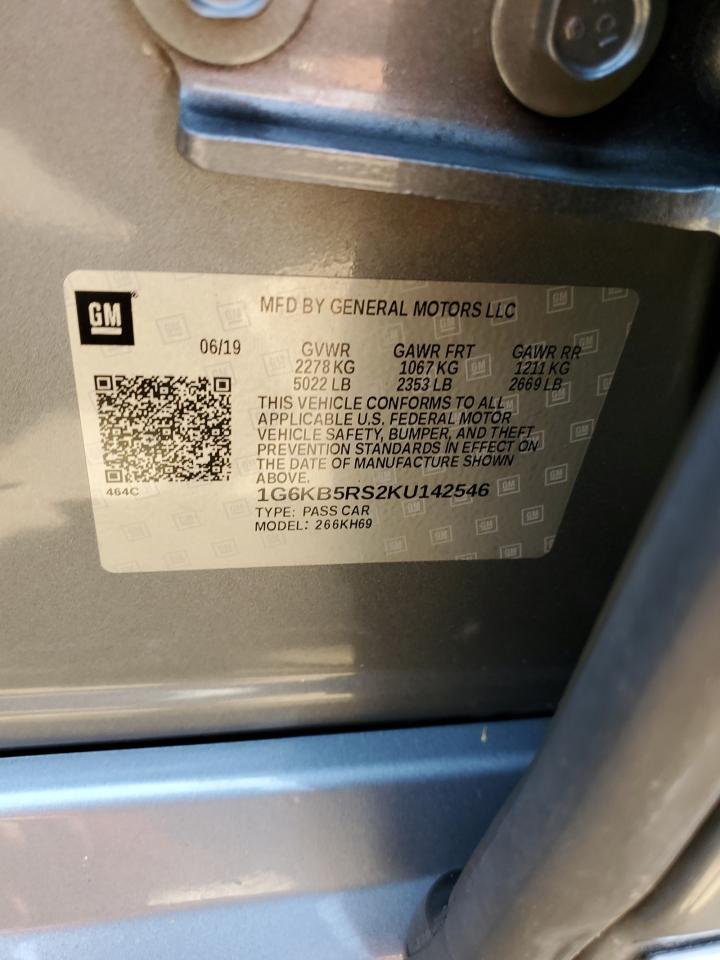 GM
MFD BY GENERAL MOTORS LLC
06/19 GVWR GAWR FRT GAWR RR
2278 KG 1067 KG 1211 KG
5022 LB 2353 LB 2669 LB
THIS VEHICLE CONFORMS TO ALL
APPLICABLE U.S. FEDERAL MOTOR
VEHICLE SAFETY, BUMPER, AND THEFT
PREVENTION STANDARDS IN EFFECT ON
THE DATE OF MANUFACTURE SHOWN
ABOVE.
464C
1G6KB5RS2KU142546
TYPE: PASS CAR
MODEL: 266KH69